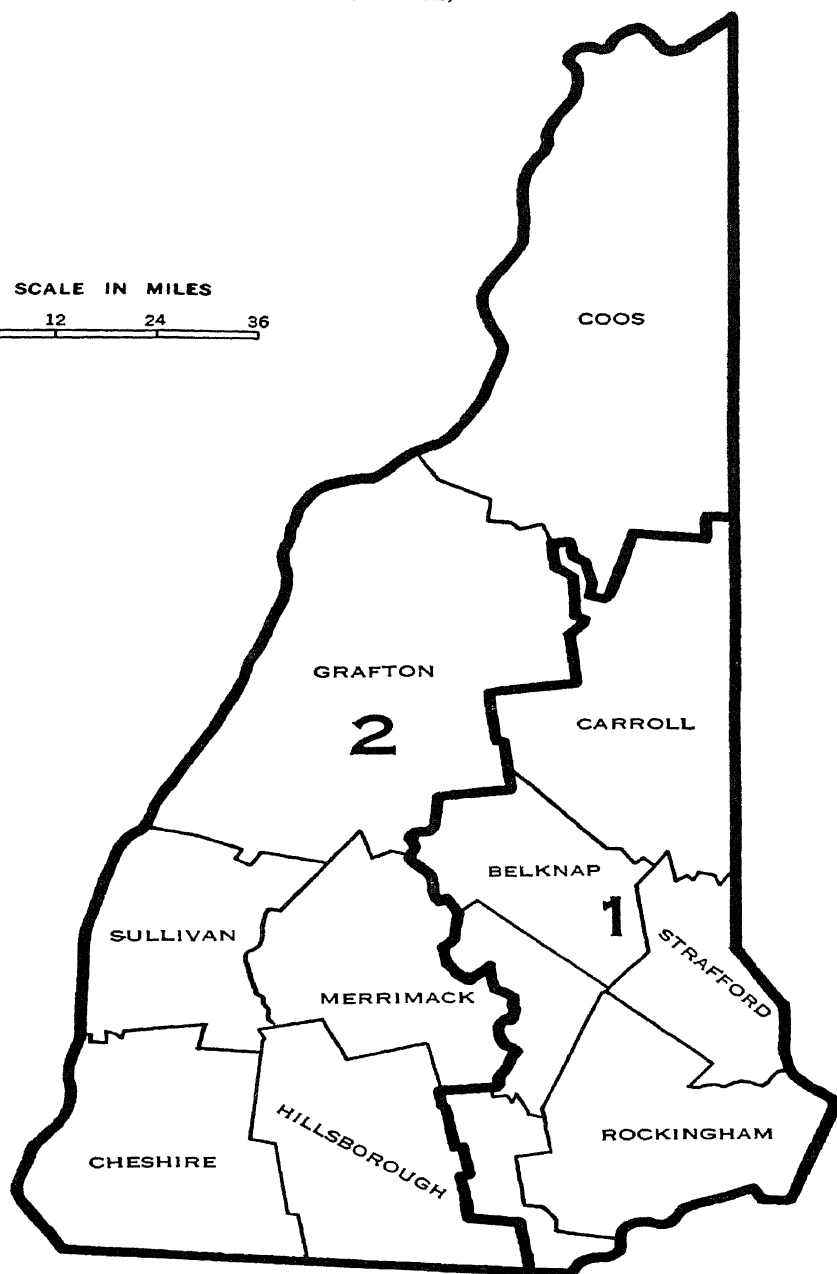 SCALE IN MILES
12 24 36
COOS
GRAFTON
2
CARROLL
BELKNAP
1
SULLIVAN
STRAFFORD
MERRIMACK
HILLSBOROUGH
ROCKINGHAM
CHESHIRE